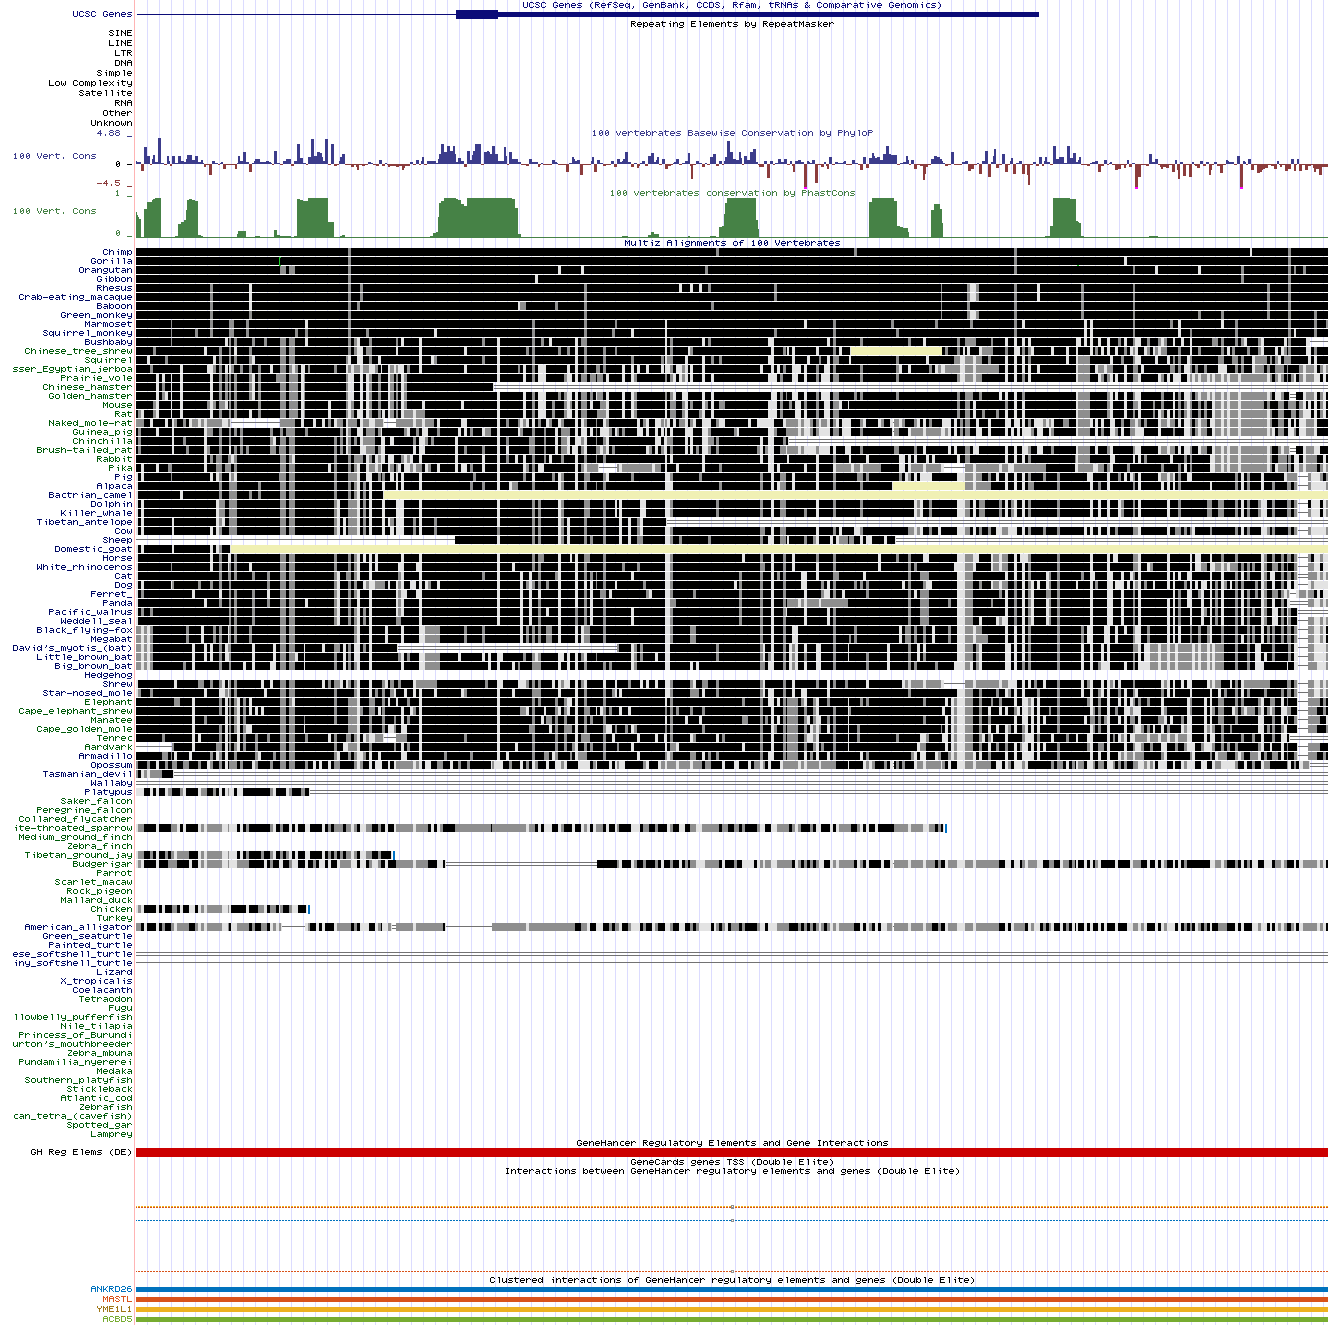 UCSC Genes (RefSeq, GenBank, CCDS, Rfam, tRNAs & Comparative Genomics)
UCSC Genes
Repeating Elements by RepeatMasker
SINE
LINE
LTR
DNA
Simple
Low Complexity
Satellite
RNA
Other
Unknown
4.88 _
100 vertebrates Basewise Conservation by PhyloP
100 Vert. Cons
0 _
-4.5 _
100 vertebrates conservation by PhastCons
1 _
100 Vert. Cons
0 _
Multiz Alignments of 100 Vertebrates
Chimp
Gorilla
Orangutan
Gibbon
Rhesus
Crab-eating_macaque
Baboon
Green_monkey
Marmoset
Squirrel_monkey
Bushbaby
Chinese_tree_shrew
Squirrel
sser_Egyptian_jerboa
Prairie_vole
Chinese_hamster
Golden_hamster
Mouse
Rat
Naked_mole-rat
Guinea_pig
Chinchilla
Brush-tailed_rat
Rabbit
Pika
Pig
Alpaca
Bactrian_camel
Dolphin
Killer_whale
Tibetan_antelope
Cow
Sheep
Domestic_goat
Horse
White_rhinoceros
Cat
Dog
Ferret_
Panda
Pacific_walrus
Weddell_seal
Black_flying-fox
Megabat
David's_myotis_(bat)
Little_brown_bat
Big_brown_bat
Hedgehog
Shrew
Star-nosed_mole
Elephant
Cape_elephant_shrew
Manatee
Cape_golden_mole
Tenrec
Aardvark
Armadillo
Opossum
Tasmanian_devil
Wallaby
Platypus
Saker_falcon
Peregrine_falcon
Collared_flycatcher
ite-throated_sparrow
Medium_ground_finch
Zebra_finch
Tibetan_ground_jay
Budgerigar
Parrot
Scarlet_macaw
Rock_pigeon
Mallard_duck
Chicken
Turkey
American_alligator
Green_seaturtle
Painted_turtle
ese_softshell_turtle
iny_softshell_turtle
Lizard
X_tropicalis
Coelacanth
Tetraodon
Fugu
llowbelly_pufferfish
Nile_tilapia
Princess_of_Burundi
urton's_mouthbreeder
Zebra_mbuna
Pundamilia_nyererei
Medaka
Southern_platyfish
Stickleback
Atlantic_cod
Zebrafish
can_tetra_(cavefish)
Spotted_gar
Lamprey
GeneHancer Regulatory Elements and Gene Interactions
GH Reg Elems (DE)
GeneCards genes TSS (Double Elite)
Interactions between GeneHancer regulatory elements and genes (Double Elite)
Clustered interactions of GeneHancer regulatory elements and genes (Double Elite)
ANKRD26
MASTL
YME1L1
ACBD5